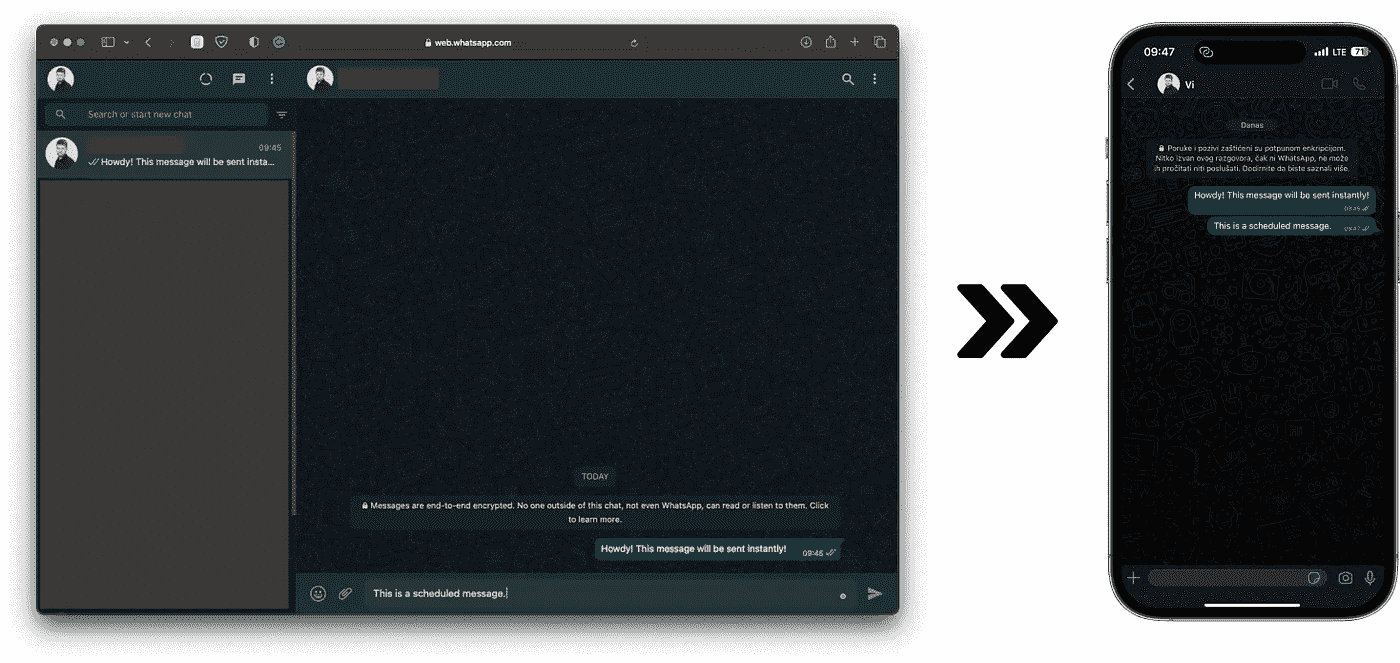 web.whatsapp.com
Search or start new chat
09:45
Howdy! This message will be sent insta...
TODAY
Messages are end-to-end encrypted. No one outside of this chat, not even WhatsApp, can read or listen to them. Click
to learn more.
Howdy! This message will be sent instantly!
09:45
This is a scheduled message.
09:47
LTE
71
Vi
Danas
Poruke i pozivi zaštićeni su potpunom enkripcijom.
Nitko izvan ovog razgovora, čak ni WhatsApp, ne može
ih pročitati niti poslušati. Dodirnite da biste saznali više.
Howdy! This message will be sent instantly!
09:45
This is a scheduled message.